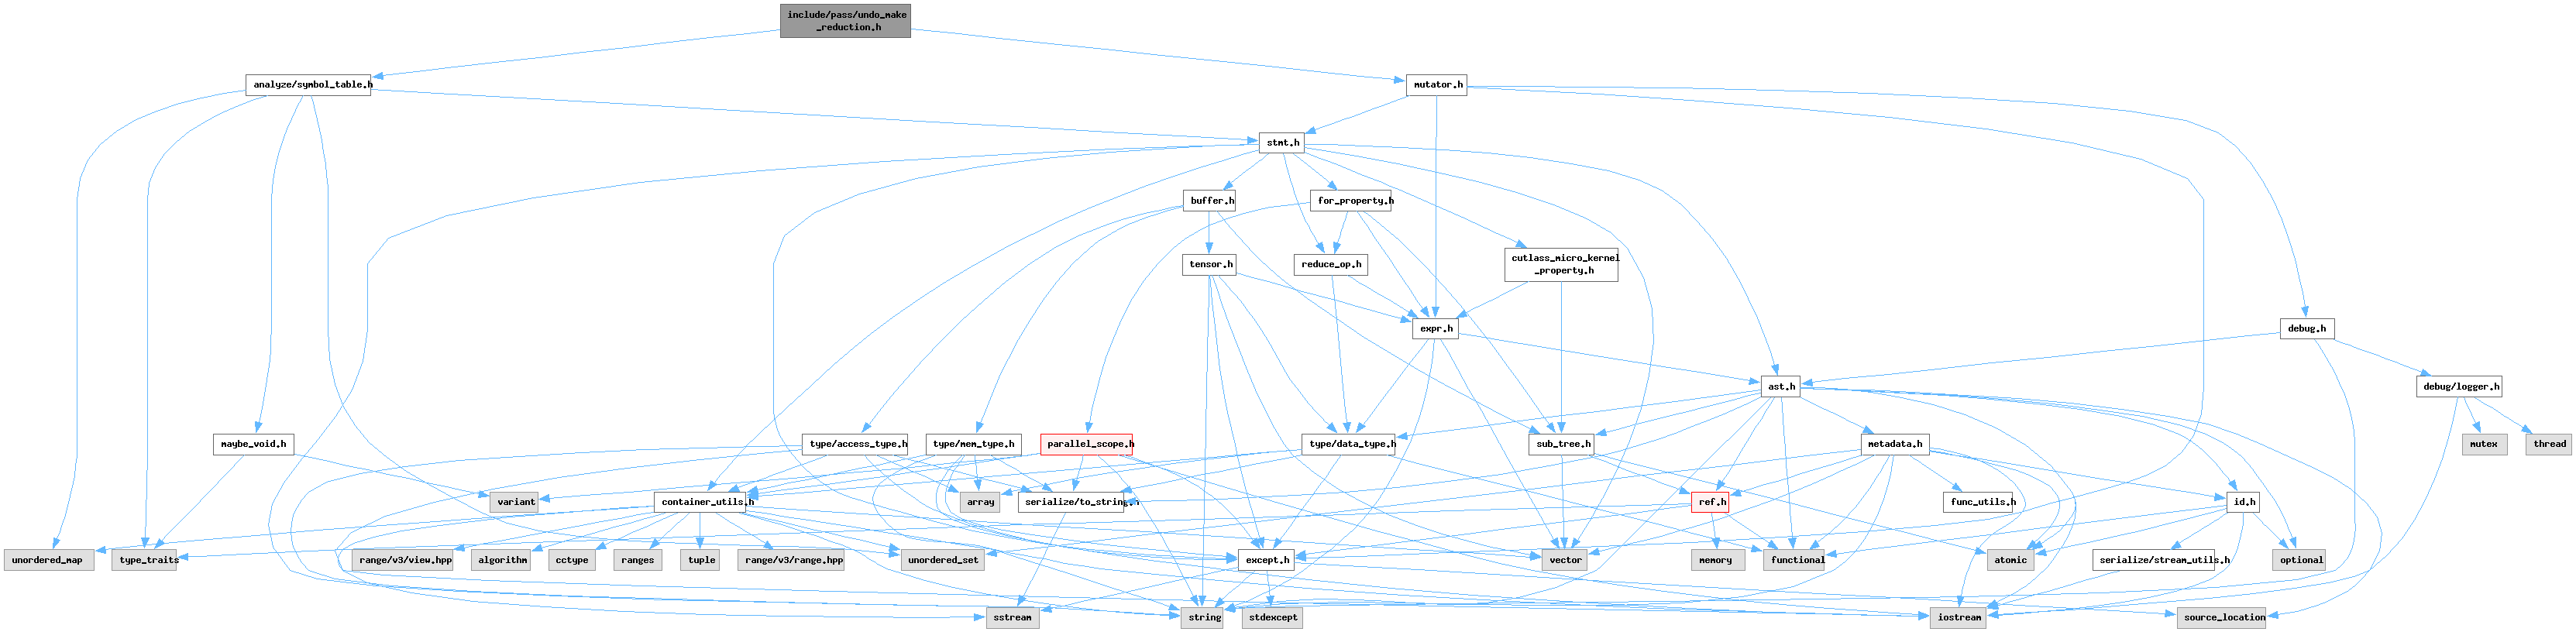 include/pass/undo_make
_reduction.h
analyze/symbol_table.h
mutator.h
stmt.h
buffer.h
for_property.h
tensor.h
reduce_op.h
cutlass_micro_kernel
_property.h
expr.h
debug.h
ast.h
debug/logger.h
maybe_void.h
type/access_type.h
type/mem_type.h
parallel_scope.h
type/data_type.h
sub_tree.h
metadata.h
mutex
thread
variant
container_utils.h
array
serialize/to_string.h
ref.h
func_utils.h
id.h
unordered_map
type_traits
range/v3/view.hpp
algorithm
cctype
ranges
tuple
range/v3/range.hpp
unordered_set
except.h
vector
memory
functional
atomic
serialize/stream_utils.h
optional
sstream
string
stdexcept
iostream
source_location